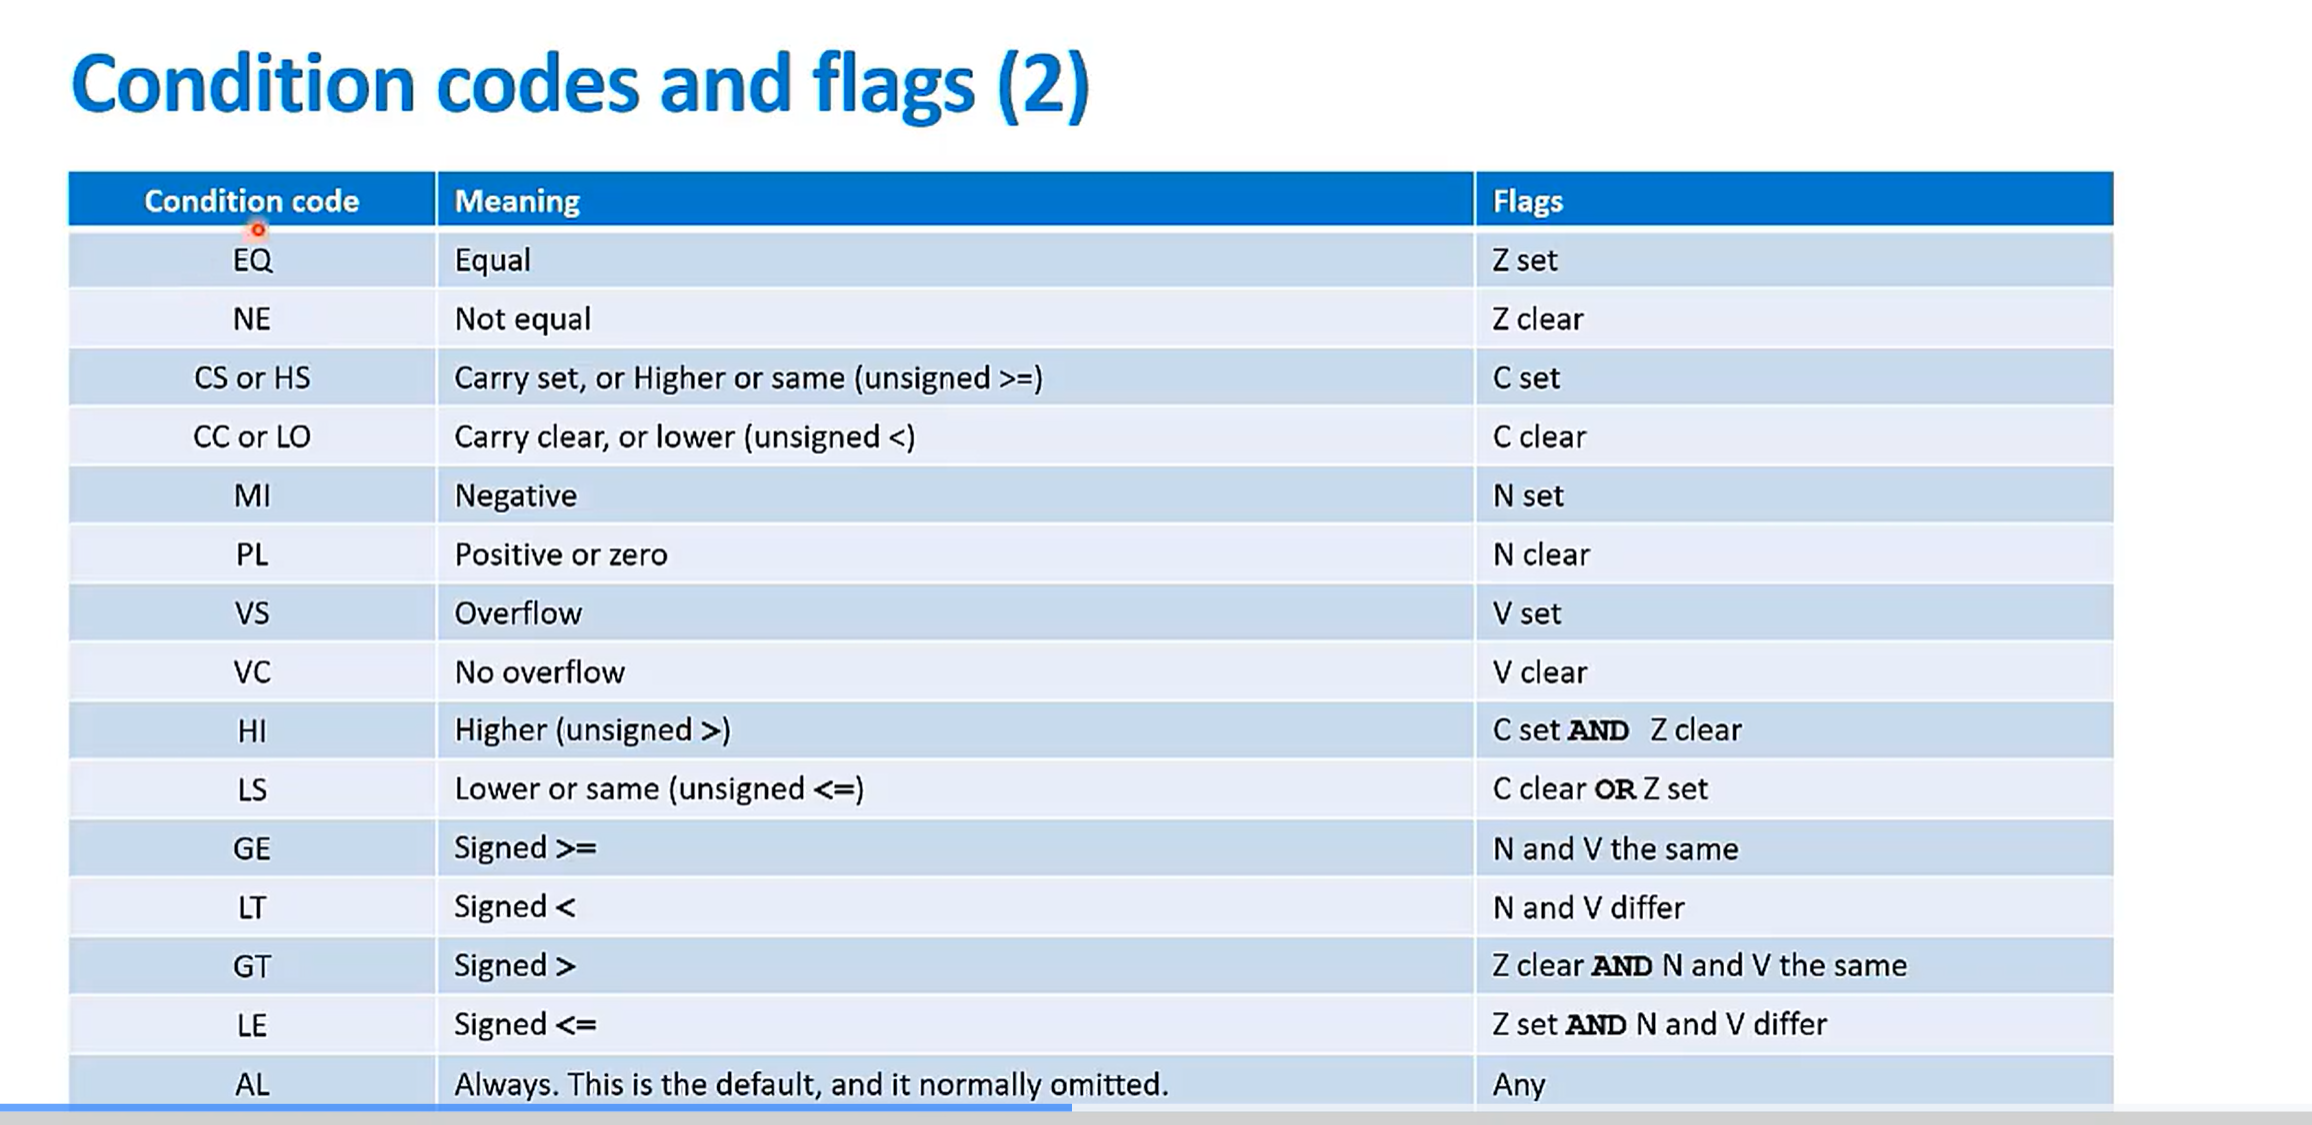 Condition codes and flags (2)
Condition code Meaning Flags
EQ Equal Z set
NE Not equal Z clear
CS or HS Carry set, or Higher or same (unsigned >=) C set
CC or LO Carry clear, or lower (unsigned <) C clear
MI Negative N set
PL Positive or zero N clear
VS Overflow V set
VC No overflow V clear
HI Higher (unsigned >) C set AND Z clear
LS Lower or same (unsigned <=) C clear OR Z set
GE Signed >= N and V the same
LT Signed < N and V differ
GT Signed > Z clear AND N and V the same
LE Signed <= Z set AND N and V differ
AL Always. This is the default, and it normally omitted. Any